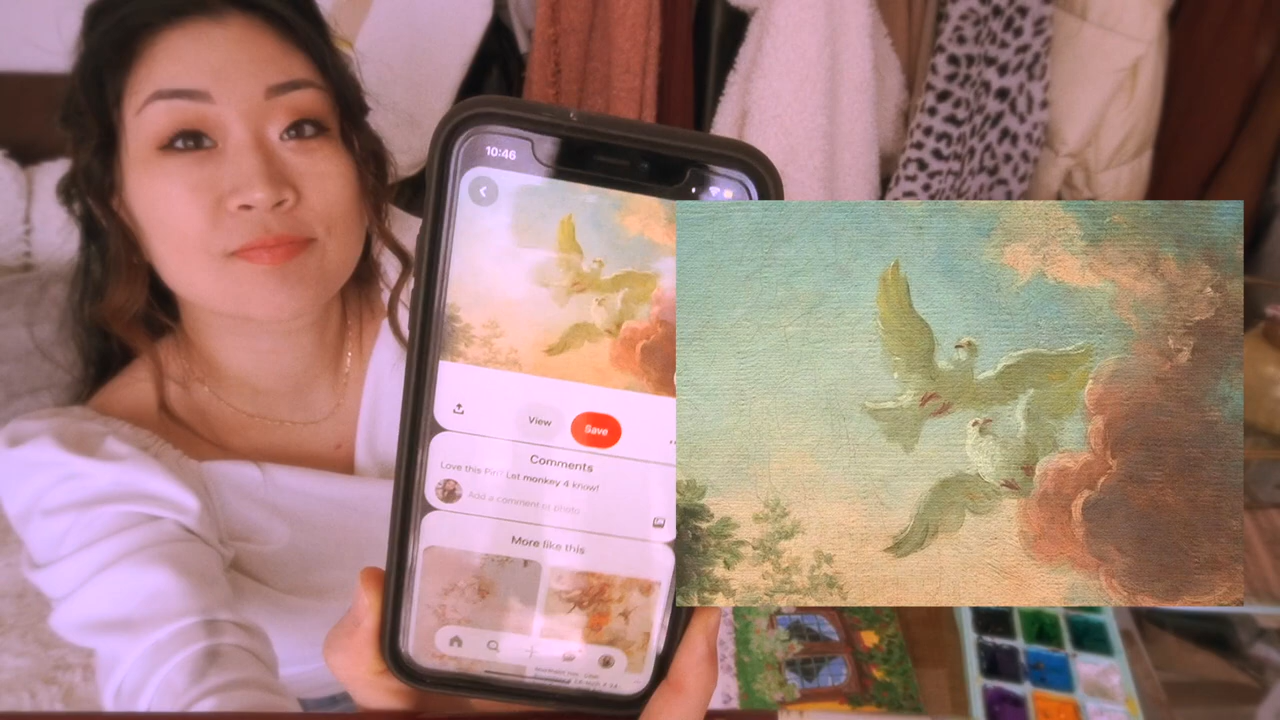 10:46
View
Save
Comments
Love this Pin? Let monkey 4 know!
Add a comment or photo
More like this